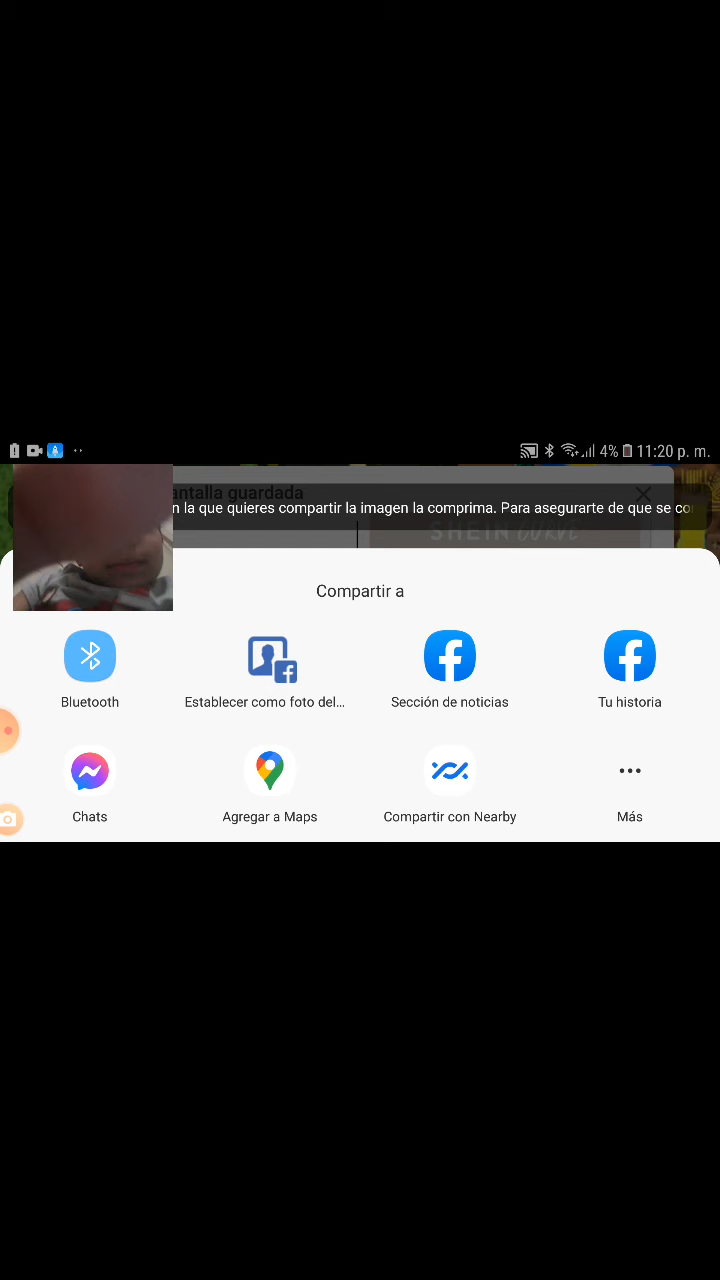 4% 11:20 p. m.
antalla guardada
n la que quieres compartir la imagen la comprima. Para asegurarte de que se co
SHEIN CURVE
Compartir a
Bluetooth
Establecer como foto del...
Sección de noticias
Tu historia
Chats
Agregar a Maps
Compartir con Nearby
Más